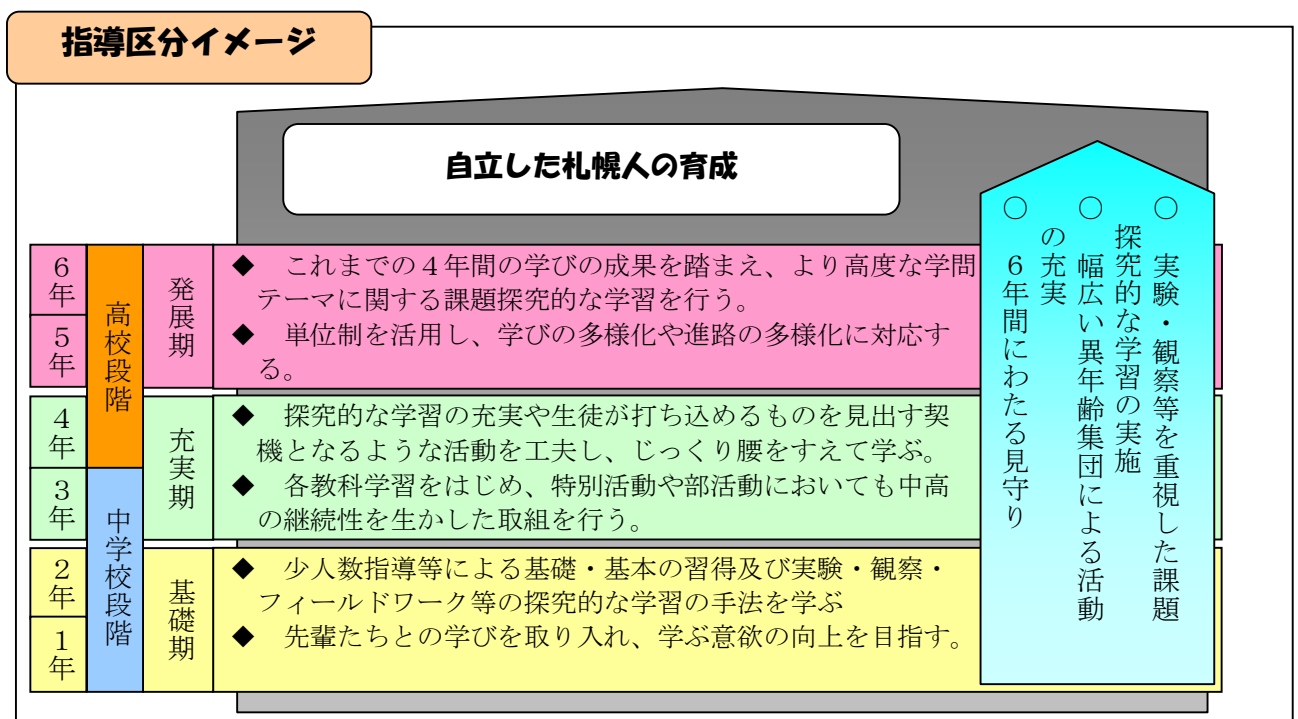 指導区分イメージ
自立した札幌人の育成
6年
5年
高校段階
発展期
◆　これまでの４年間の学びの成果を踏まえ、より高度な学問
テーマに関する課題探究的な学習を行う。
◆　単位制を活用し、学びの多様化や進路の多様化に対応す
る。
4年
3年
充実期
◆　探究的な学習の充実や生徒が打ち込めるものを見出す契
機となるような活動を工夫し、じっくり腰をすえて学ぶ。
◆　各教科学習をはじめ、特別活動や部活動においても中高
の継続性を生かした取組を行う。
中学校段階
2年
1年
基礎期
◆　少人数指導等による基礎・基本の習得及び実験・観察・
フィールドワーク等の探究的な学習の手法を学ぶ
◆　先輩たちとの学びを取り入れ、学ぶ意欲の向上を目指す。
○　実験・観察等を重視した課題
探究的な学習の実施
○　幅広い異年齢集団による活動
の充実
○　６年間にわたる見守り